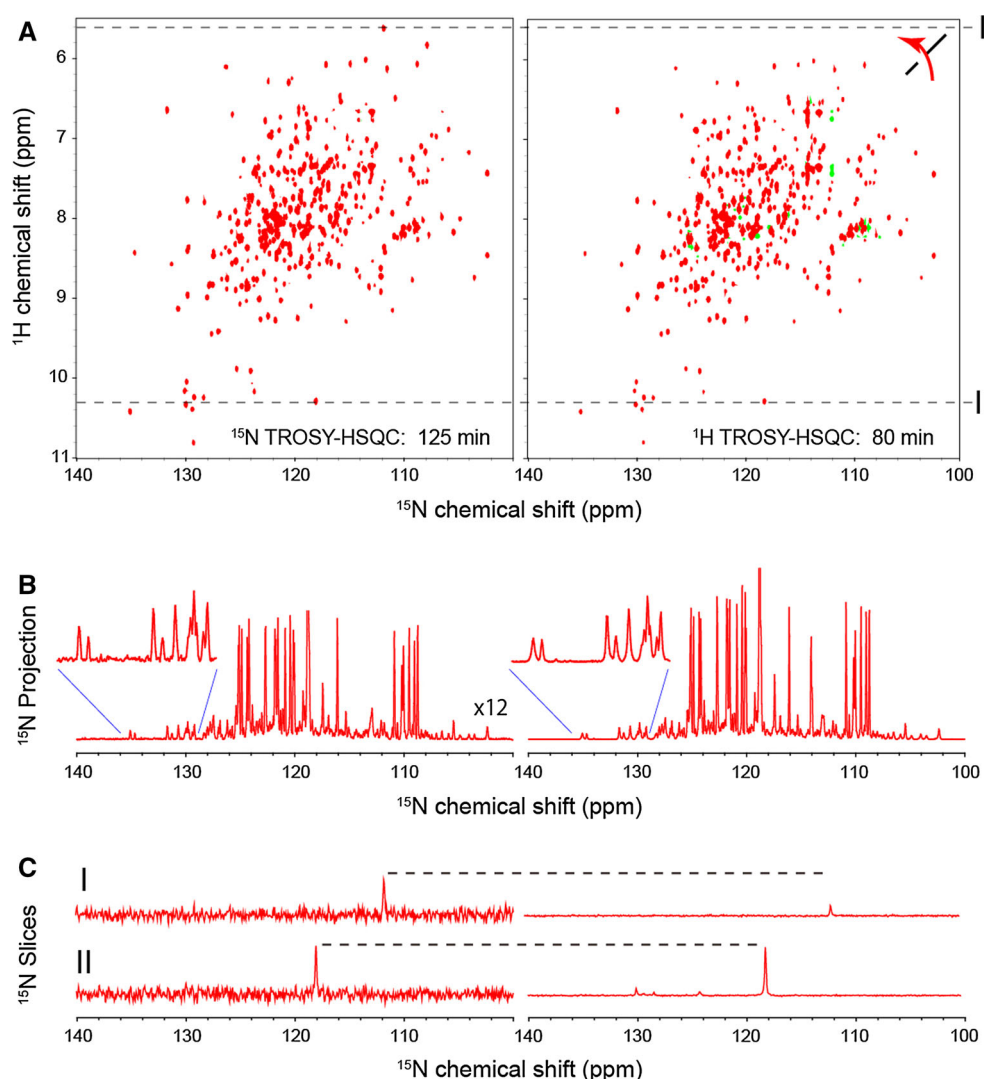 A
6
7
8
9
10
11
¹H chemical shift (ppm)
¹⁵N TROSY-HSQC: 125 min
¹H TROSY-HSQC: 80 min
I
I
140 130 120 110 140 130 120 110 100
¹⁵N chemical shift (ppm)
B
¹⁵N Projection
x12
140 130 120 110 140 130 120 110 100
¹⁵N chemical shift (ppm)
C
I
II
¹⁵N Slices
140 130 120 110 140 130 120 110 100
¹⁵N chemical shift (ppm)